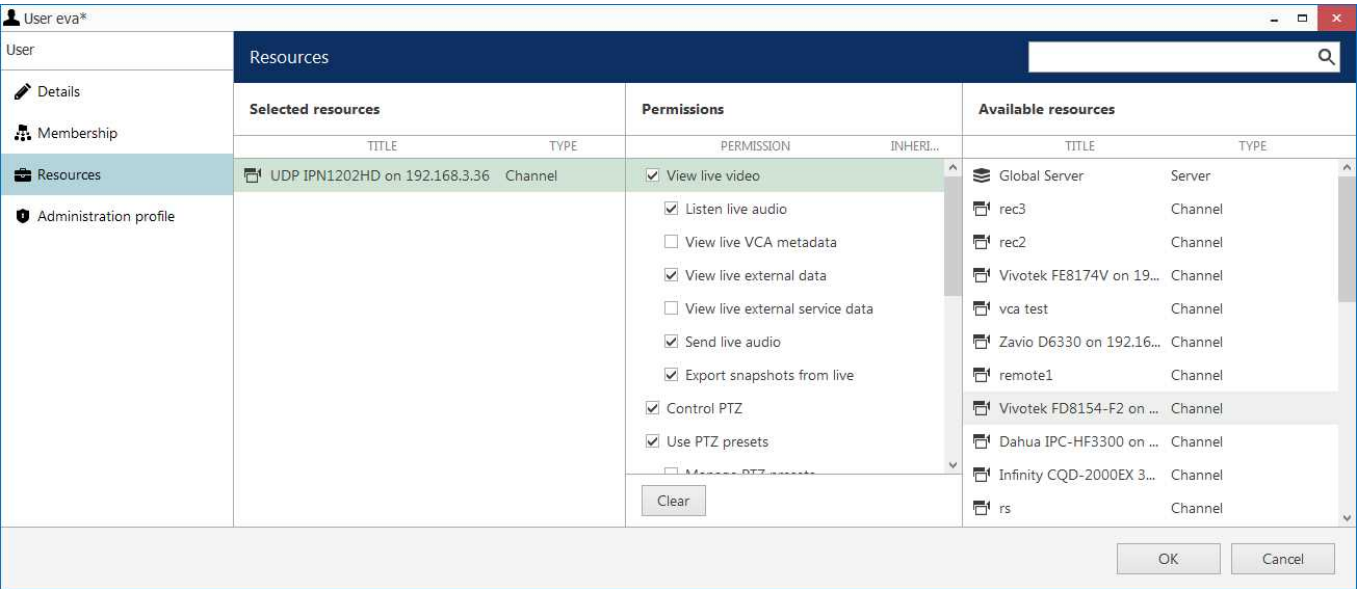 User eva*
User
Resources
Details
Membership
Resources
Administration profile
Selected resources
TITLE TYPE
UDP IPN1202HD on 192.168.3.36 Channel
Permissions
PERMISSION INHERI...
View live video
Listen live audio
View live VCA metadata
View live external data
View live external service data
Send live audio
Export snapshots from live
Control PTZ
Use PTZ presets
Manage PTZ presets
Clear
Available resources
TITLE TYPE
Global Server Server
rec3 Channel
rec2 Channel
Vivotek FE8174V on 19... Channel
vca test Channel
Zavio D6330 on 192.16... Channel
remote1 Channel
Vivotek FD8154-F2 on ... Channel
Dahua IPC-HF3300 on ... Channel
Infinity CQD-2000EX 3... Channel
rs Channel
OK Cancel